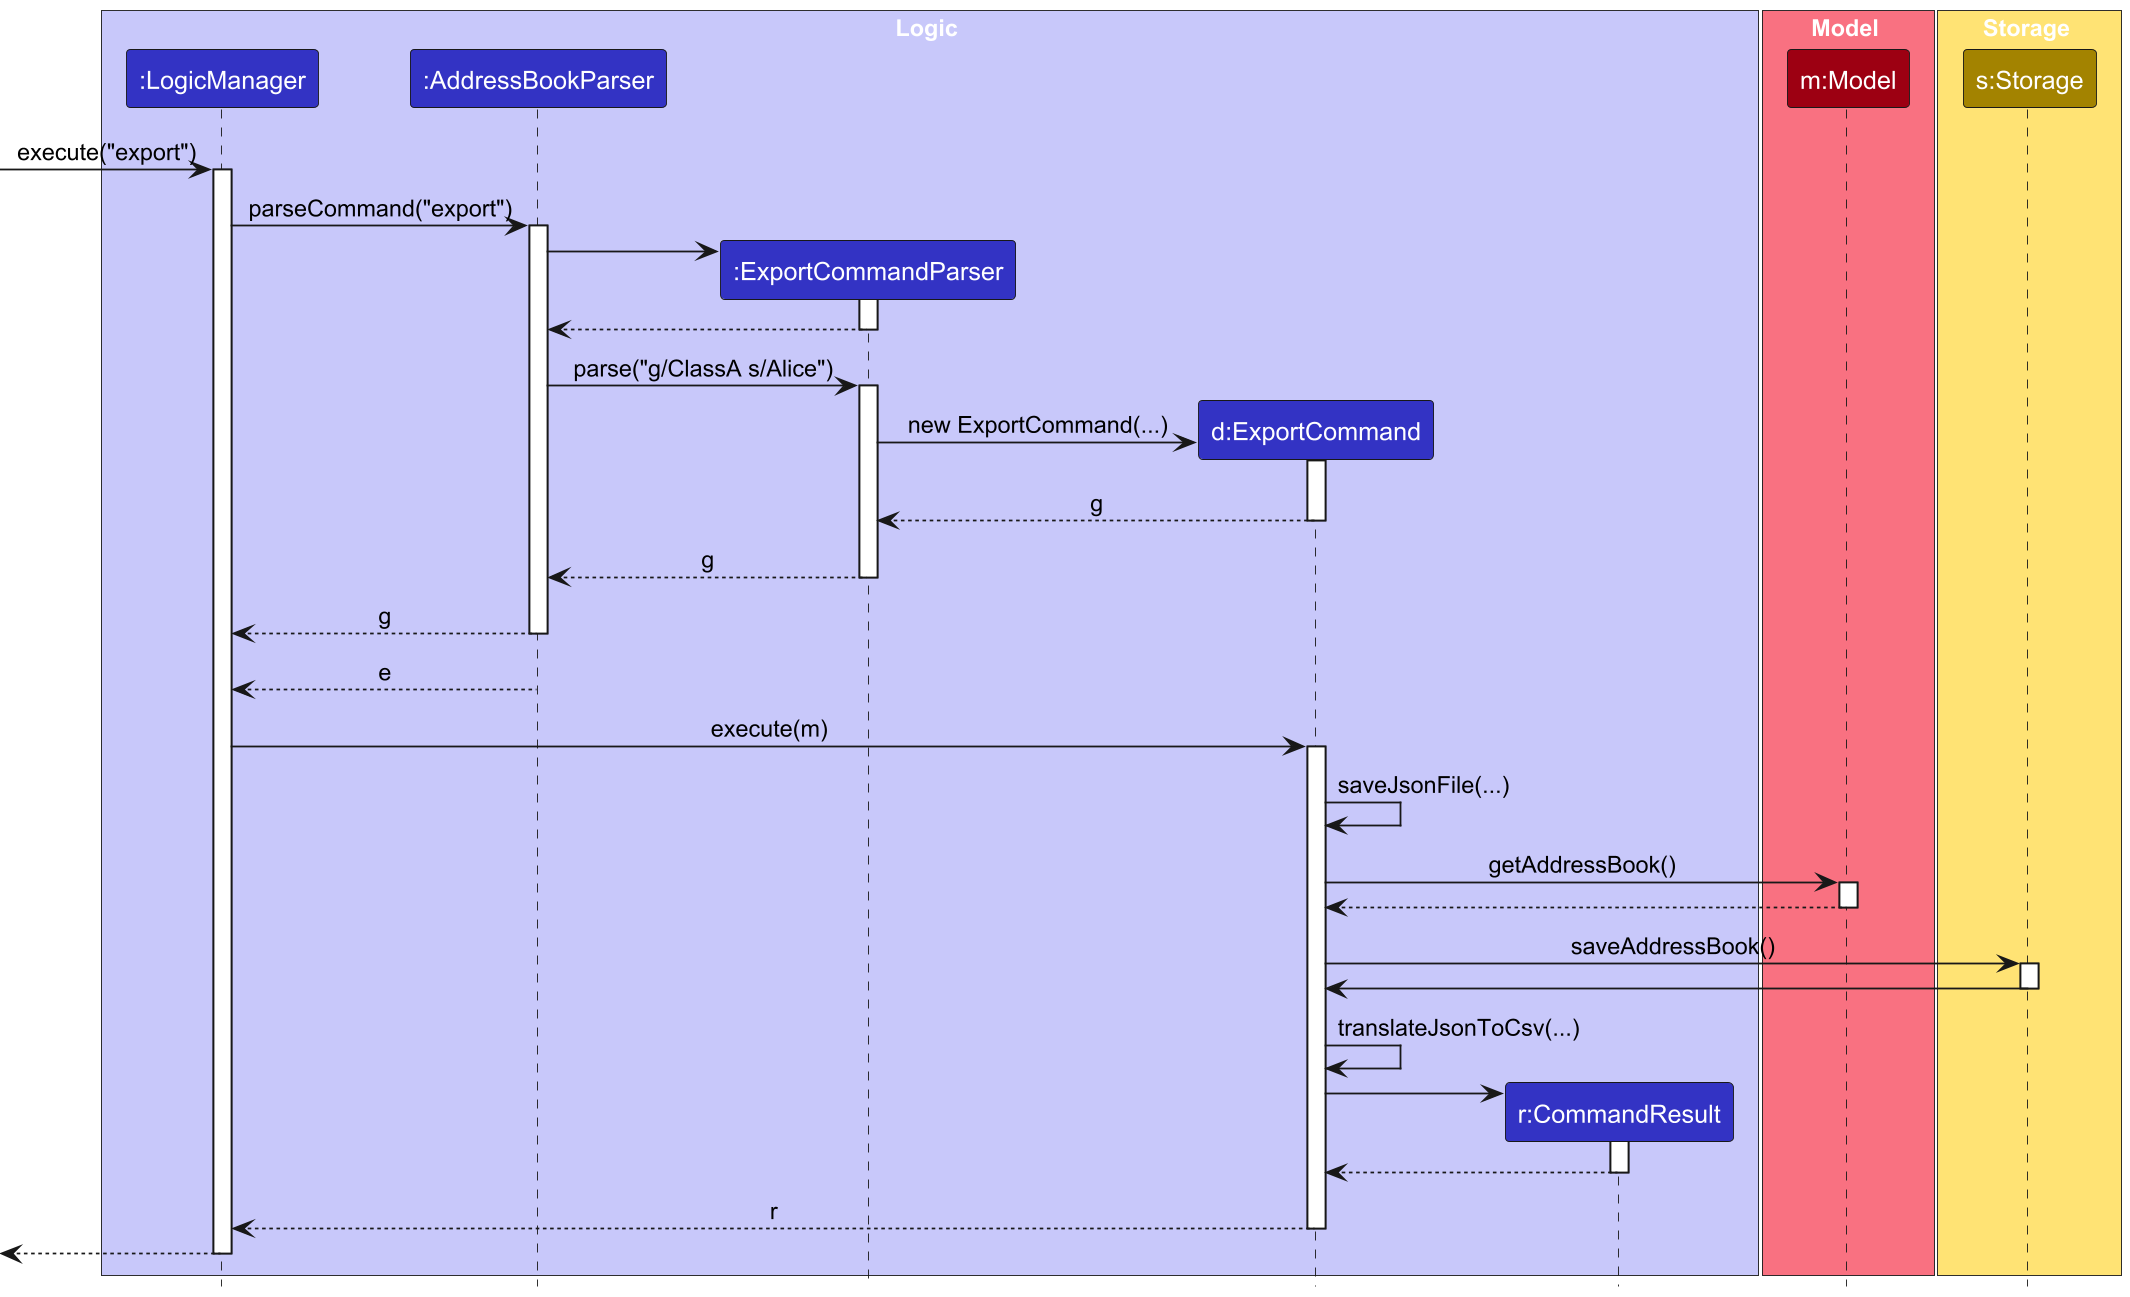 Logic
Model
Storage
:LogicManager
:AddressBookParser
m:Model
s:Storage
execute("export")
parseCommand("export")
:ExportCommandParser
parse("g/ClassA s/Alice")
new ExportCommand(...)
d:ExportCommand
g
g
g
e
execute(m)
saveJsonFile(...)
getAddressBook()
saveAddressBook()
translateJsonToCsv(...)
r:CommandResult
r